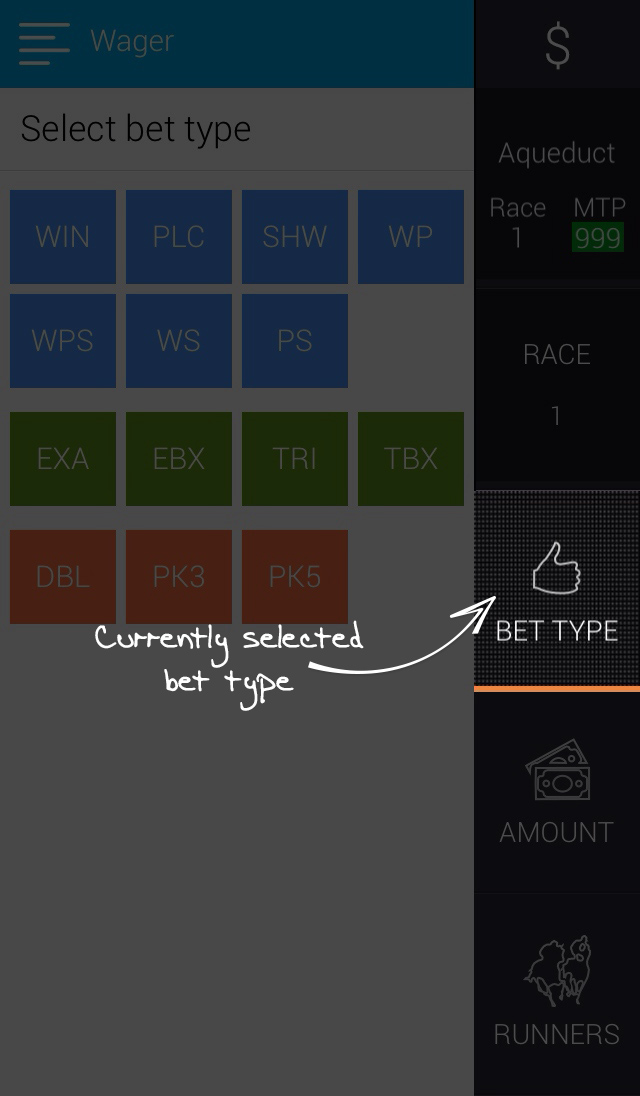 Wager
$
Select bet type
Aqueduct
Race MTP
1 999
WIN PLC SHW WP
WPS WS PS
RACE
1
EXA EBX TRI TBX
DBL PK3 PK5
Currently selected
bet type
BET TYPE
AMOUNT
RUNNERS